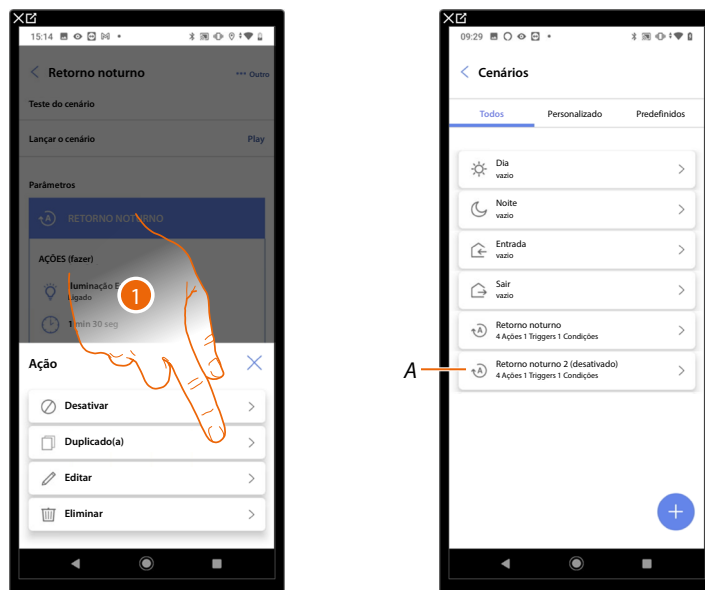 15:14
Retorno noturno
••• Outro
Teste do cenário
Lançar o cenário
Play
Parâmetros
RETORNO NOTURNO
AÇÕES (fazer)
Iluminação E
Ligado
1 min 30 seg
1
Ação
Desativar
Duplicado(a)
Editar
Eliminar
09:29
Cenários
Todos
Personalizado
Predefinidos
Dia
vazio
Noite
vazio
Entrada
vazio
Sair
vazio
Retorno noturno
4 Ações 1 Triggers 1 Condições
A
Retorno noturno 2 (desativado)
4 Ações 1 Triggers 1 Condições